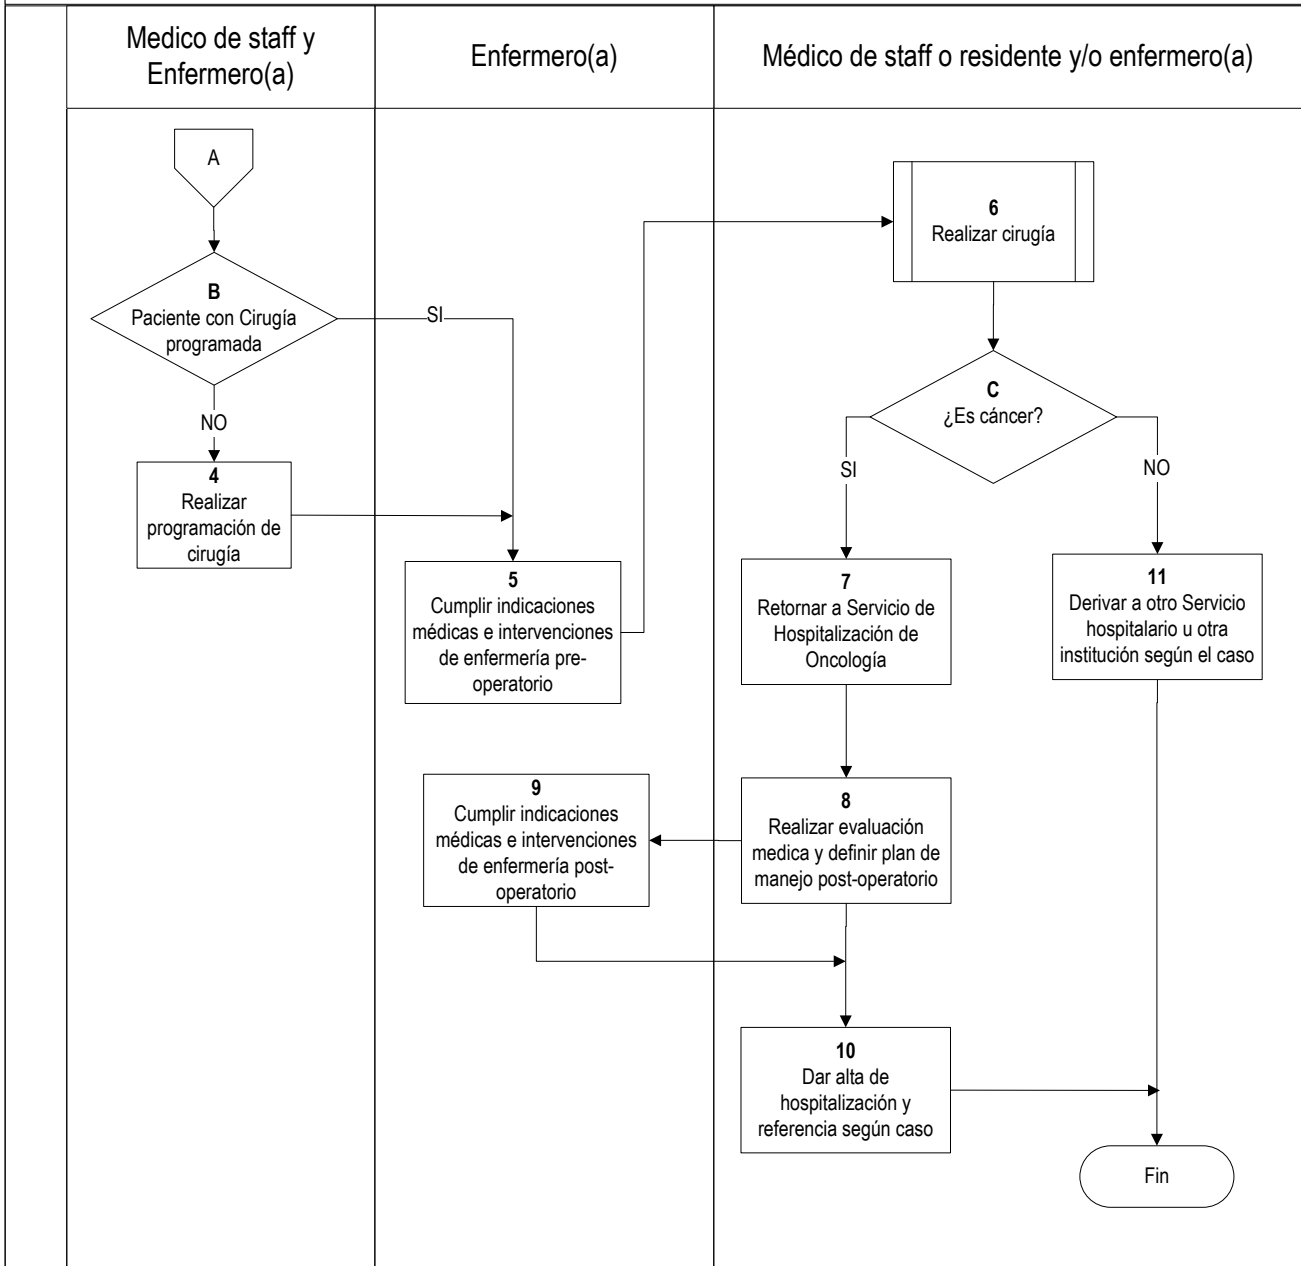 Medico de staff y
Enfermero(a)
Enfermero(a)
Médico de staff o residente y/o enfermero(a)
A
B
Paciente con Cirugía
programada
SI
NO
4
Realizar
programación de
cirugía
5
Cumplir indicaciones
médicas e intervenciones
de enfermería pre-
operatorio
6
Realizar cirugía
C
¿Es cáncer?
SI
NO
7
Retornar a Servicio de
Hospitalización de
Oncología
11
Derivar a otro Servicio
hospitalario u otra
institución según el caso
8
Realizar evaluación
medica y definir plan de
manejo post-operatorio
9
Cumplir indicaciones
médicas e intervenciones
de enfermería post-
operatorio
10
Dar alta de
hospitalización y
referencia según caso
Fin